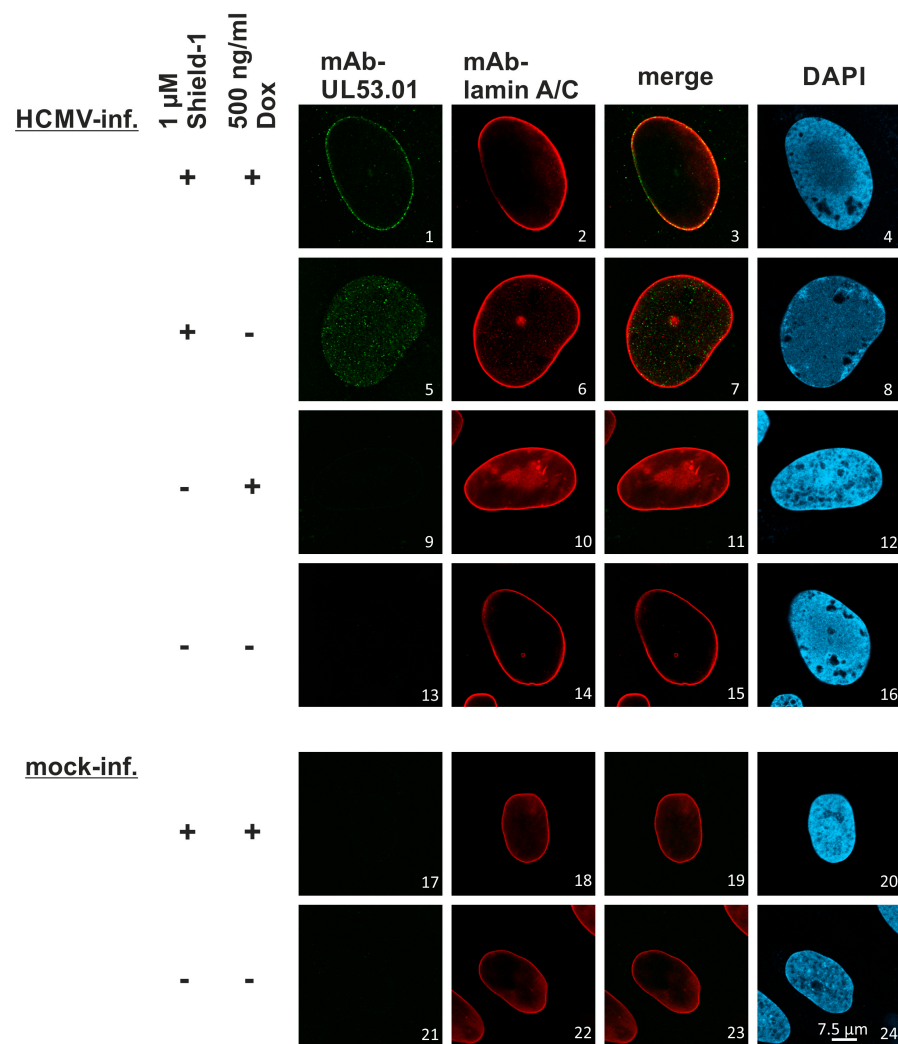 1 µM
Shield-1
500 ng/ml
Dox
mAb-
UL53.01
mAb-
lamin A/C
merge
DAPI
HCMV-inf.
+ +
1 2 3 4
+ -
5 6 7 8
- +
9 10 11 12
- -
13 14 15 16
mock-inf.
+ +
17 18 19 20
- -
7.5 µm
21 22 23 24